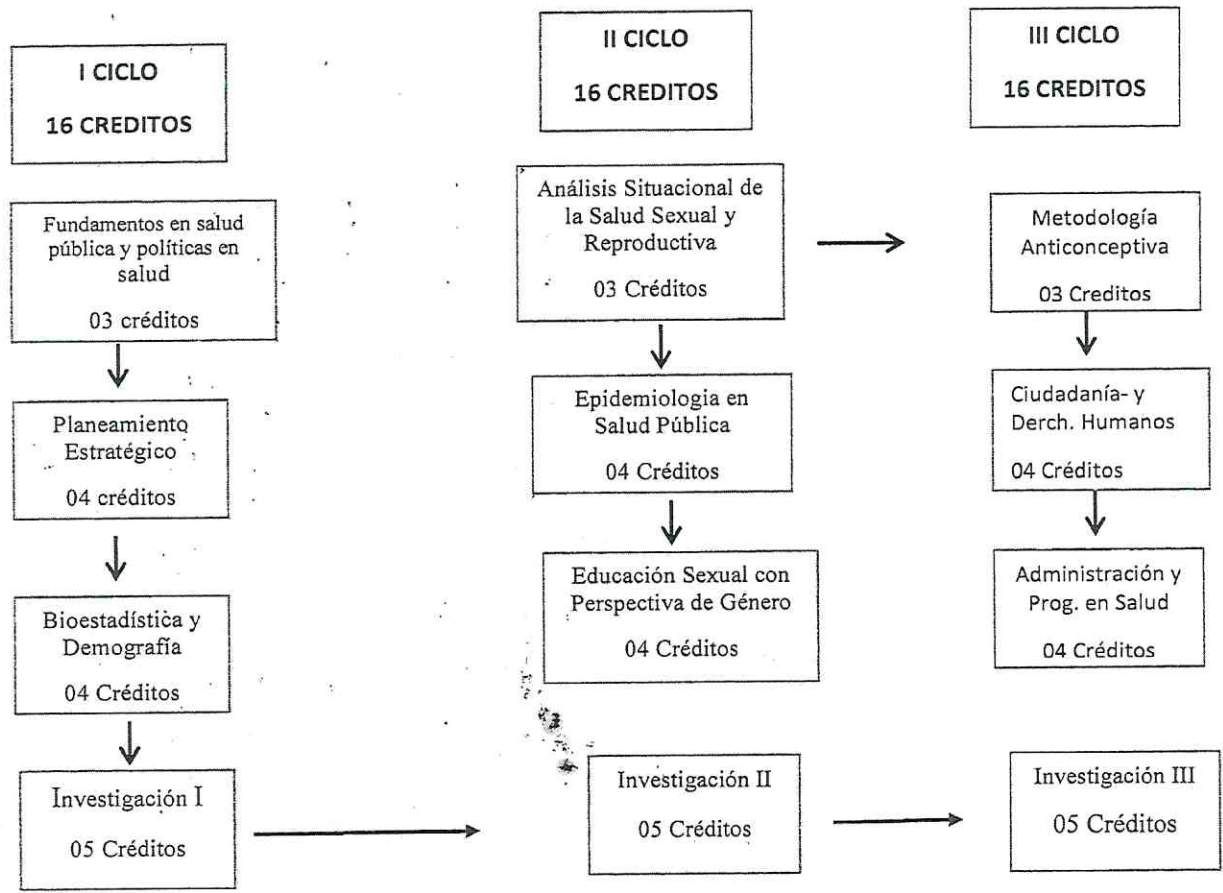 I CICLO
16 CREDITOS
Fundamentos en salud
pública y políticas en
salud
03 créditos
Planeamiento
Estratégico
04 créditos
Bioestadística y
Demografía
04 Créditos
Investigación I
05 Créditos
II CICLO
16 CREDITOS
Análisis Situacional de
la Salud Sexual y
Reproductiva
03 Créditos
Epidemiologia en
Salud Pública
04 Créditos
Educación Sexual con
Perspectiva de Género
04 Créditos
Investigación II
05 Créditos
III CICLO
16 CREDITOS
Metodología
Anticonceptiva
03 Creditos
Ciudadanía- y
Derch. Humanos
04 Créditos
Administración y
Prog. en Salud
04 Créditos
Investigación III
05 Créditos